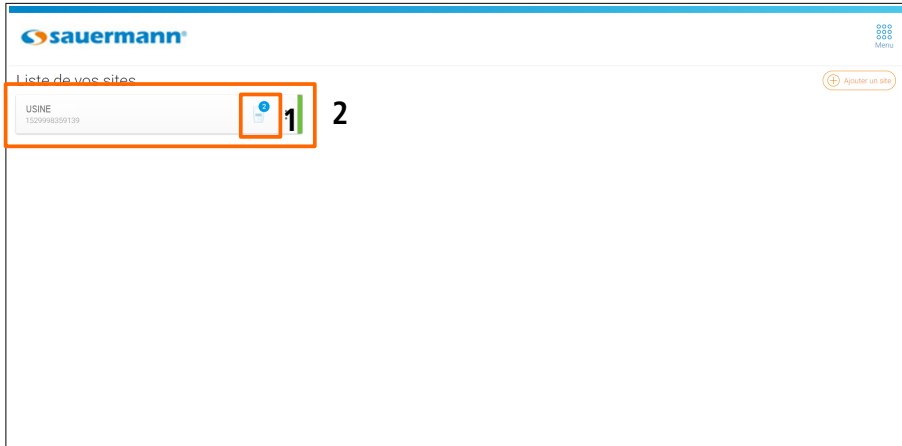 sauermann®
Menu
Liste de vos sites
Ajouter un site
USINE
1529998359139
2
1
2